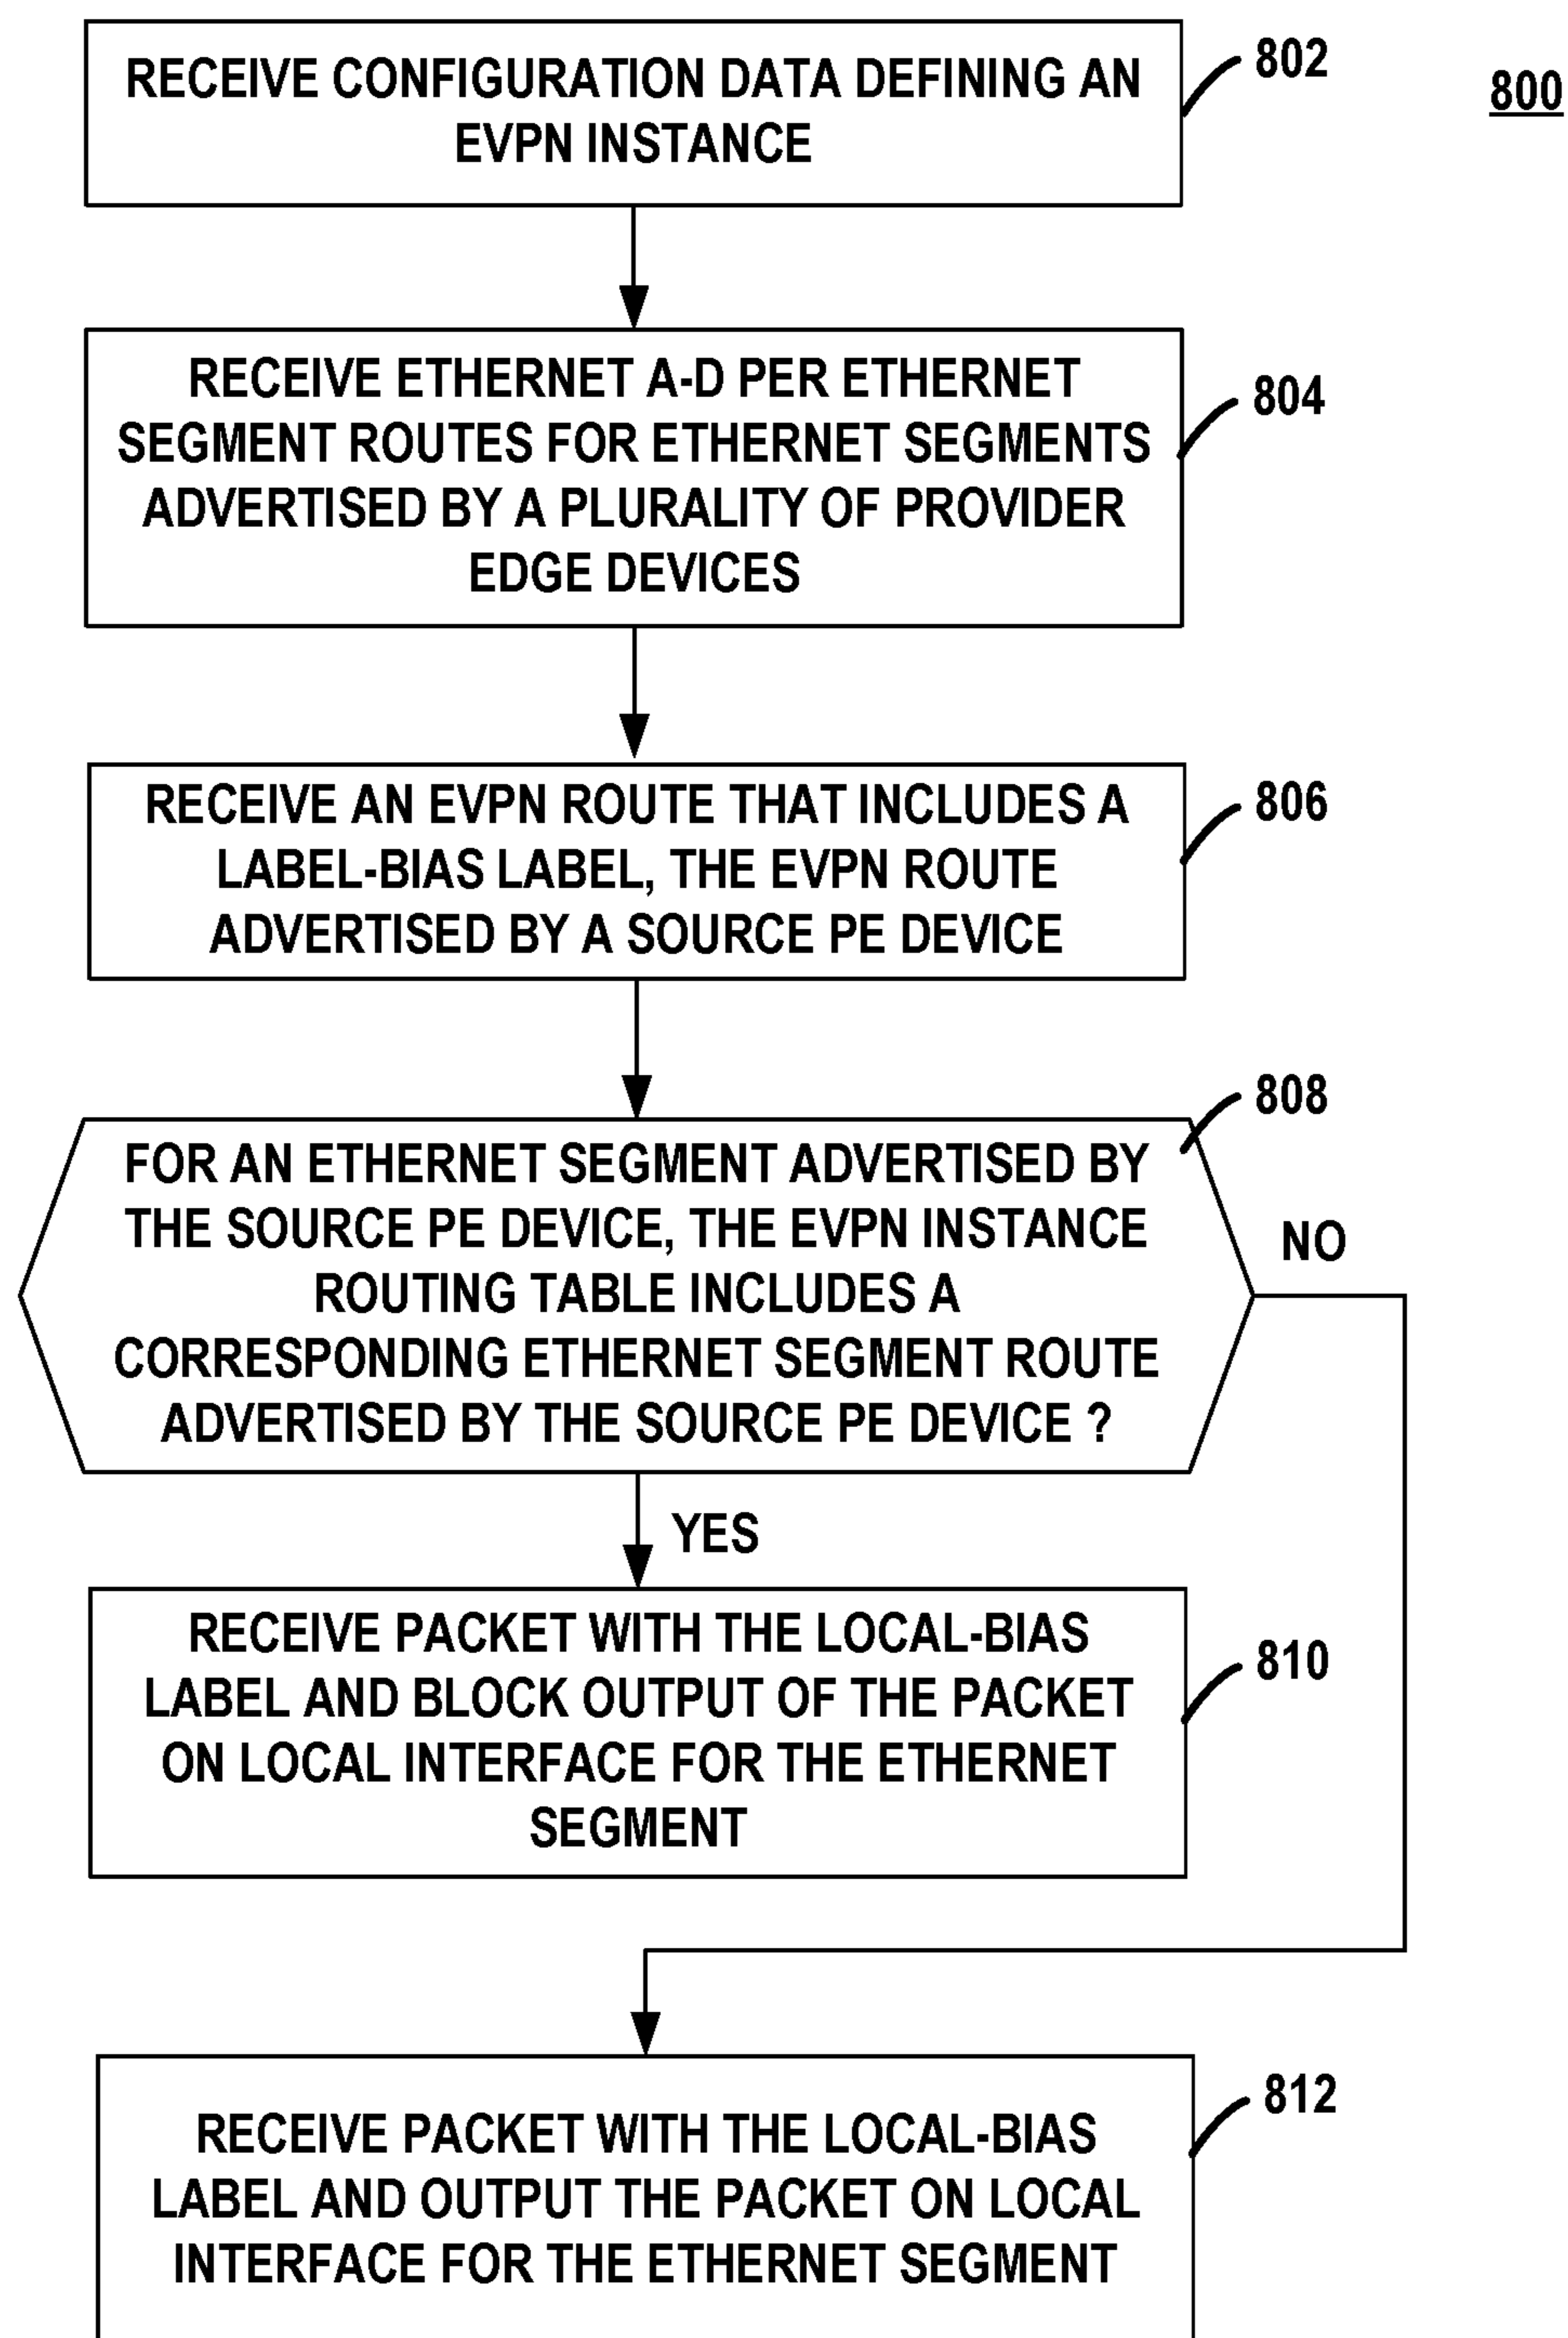 800
RECEIVE CONFIGURATION DATA DEFINING AN
EVPN INSTANCE
802
RECEIVE ETHERNET A-D PER ETHERNET
SEGMENT ROUTES FOR ETHERNET SEGMENTS
ADVERTISED BY A PLURALITY OF PROVIDER
EDGE DEVICES
804
RECEIVE AN EVPN ROUTE THAT INCLUDES A
LABEL-BIAS LABEL, THE EVPN ROUTE
ADVERTISED BY A SOURCE PE DEVICE
806
FOR AN ETHERNET SEGMENT ADVERTISED BY
THE SOURCE PE DEVICE, THE EVPN INSTANCE
ROUTING TABLE INCLUDES A
CORRESPONDING ETHERNET SEGMENT ROUTE
ADVERTISED BY THE SOURCE PE DEVICE ?
808
NO
YES
RECEIVE PACKET WITH THE LOCAL-BIAS
LABEL AND BLOCK OUTPUT OF THE PACKET
ON LOCAL INTERFACE FOR THE ETHERNET
SEGMENT
810
RECEIVE PACKET WITH THE LOCAL-BIAS
LABEL AND OUTPUT THE PACKET ON LOCAL
INTERFACE FOR THE ETHERNET SEGMENT
812